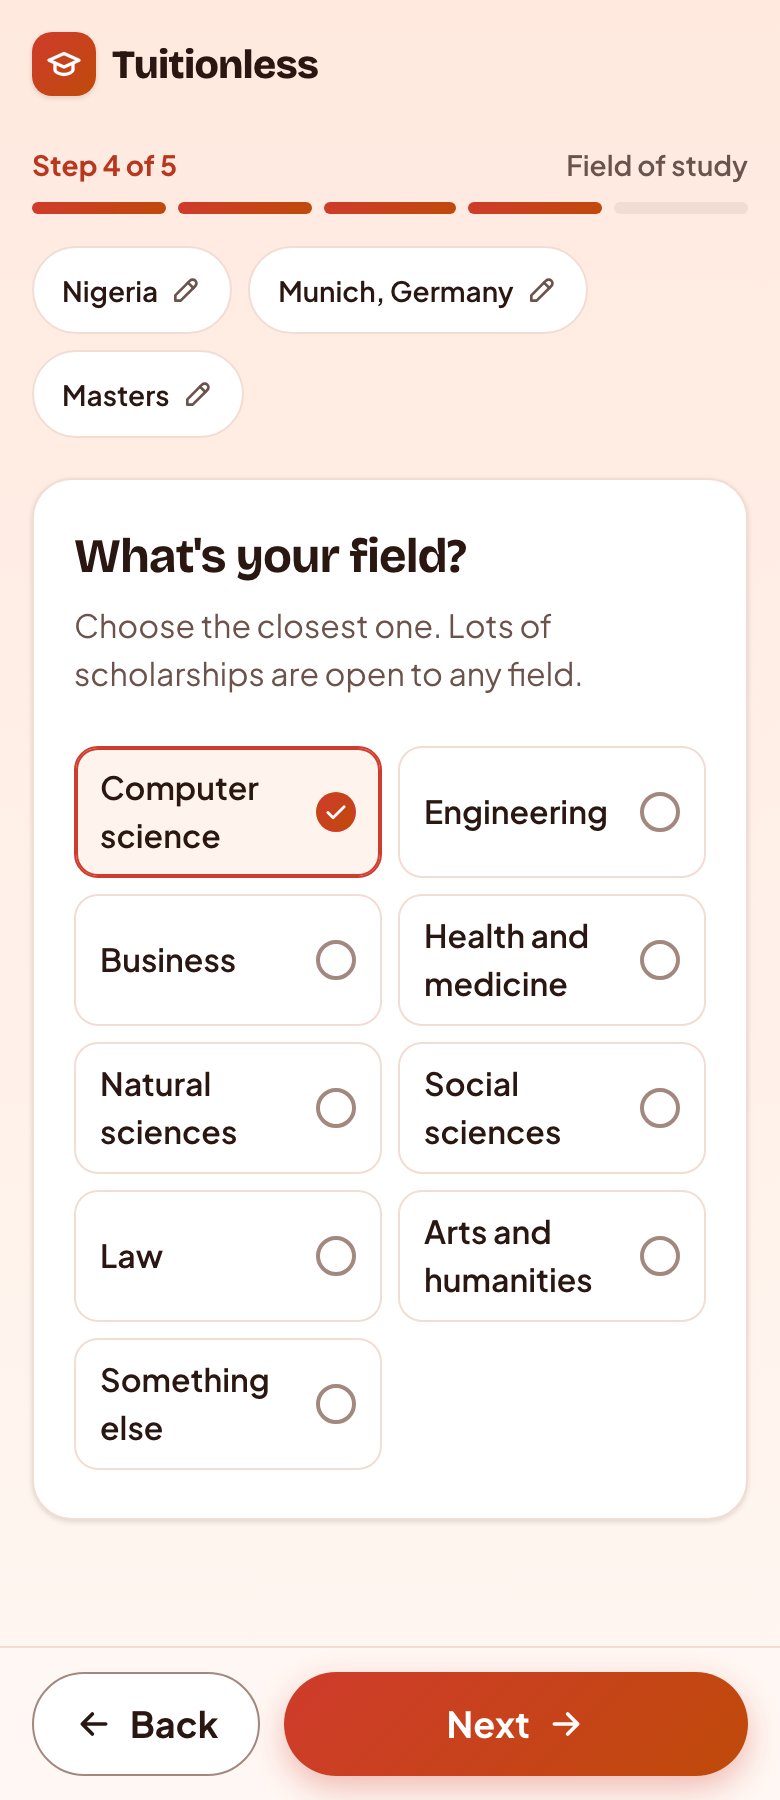 Tuitionless
Step 4 of 5
Field of study
Nigeria
Munich, Germany
Masters
What's your field?
Choose the closest one. Lots of
scholarships are open to any field.
Computer
science
Engineering
Business
Health and
medicine
Natural
sciences
Social
sciences
Law
Arts and
humanities
Something
else
Back
Next